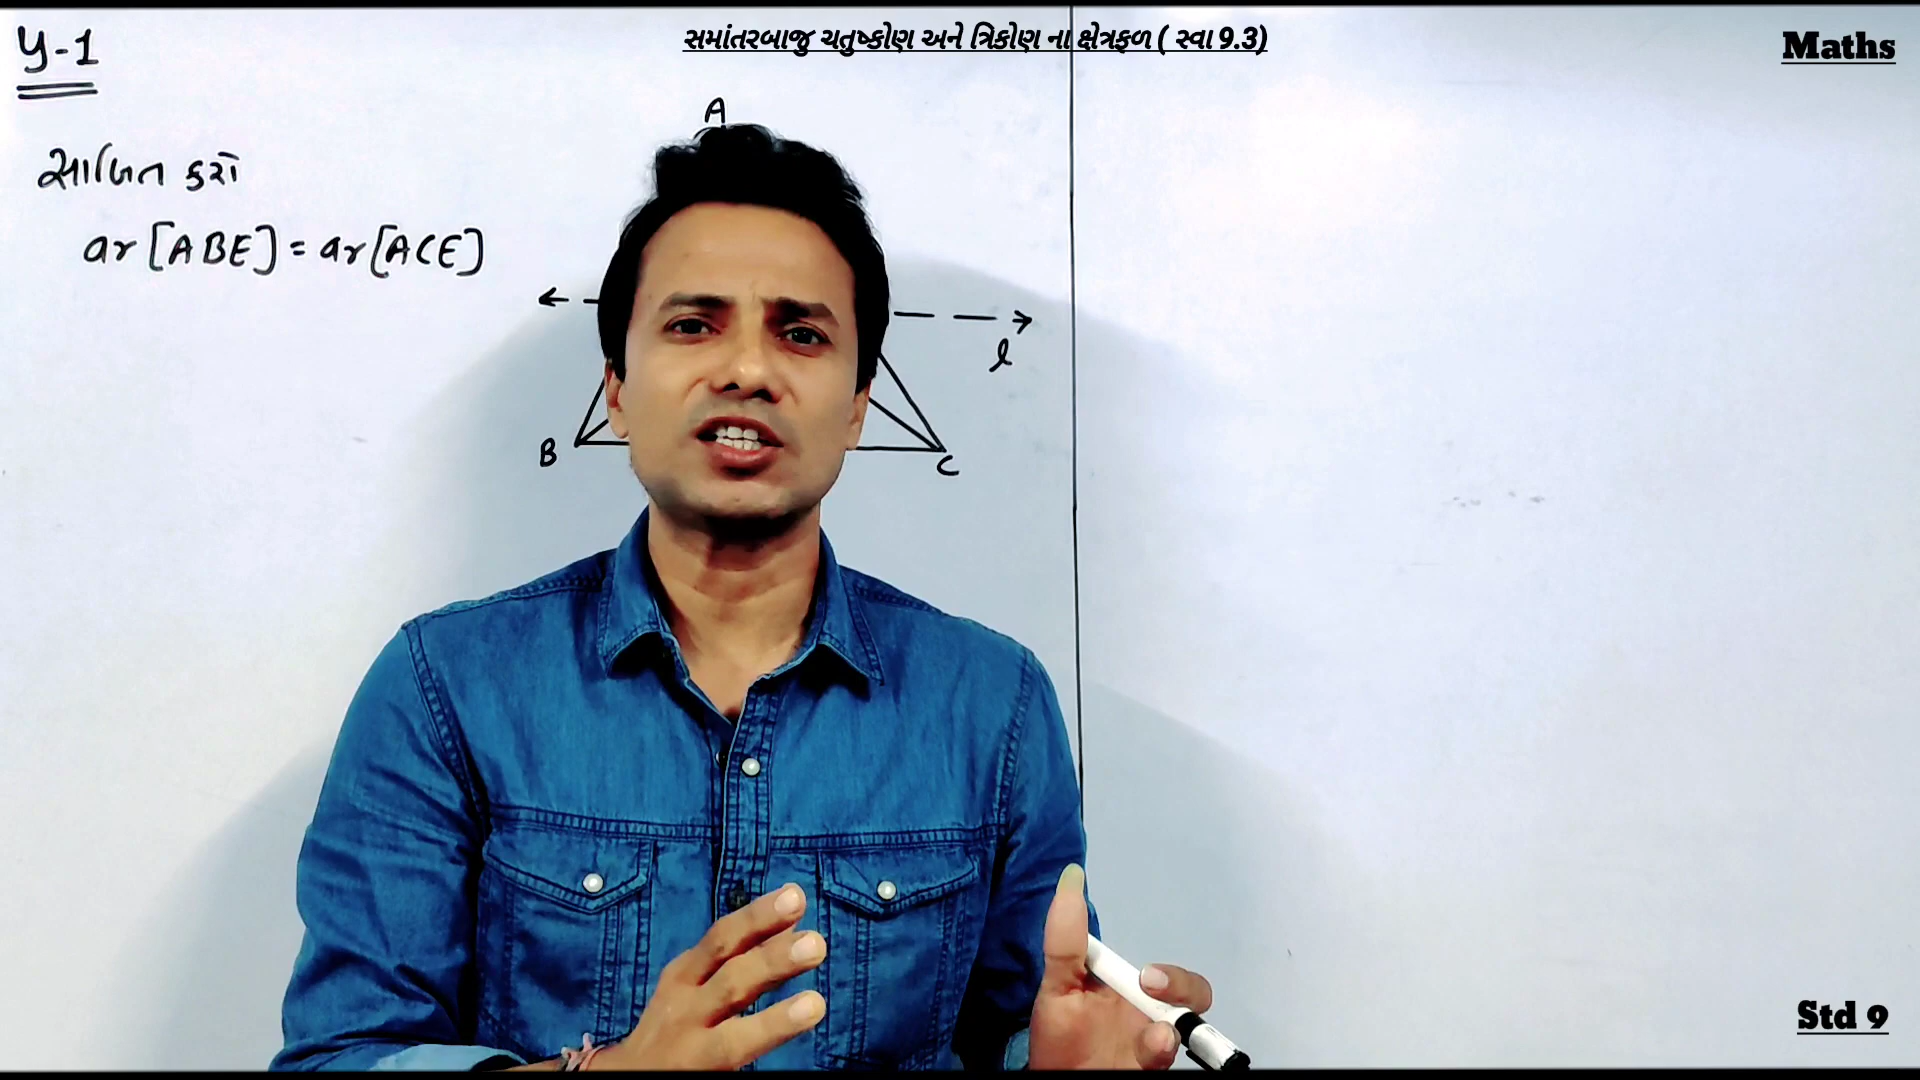 સમાંતરબાજુ ચતુષ્કોણ અને ત્રિકોણ ના ક્ષેત્રફળ ( સ્વા 9.3)
Maths
પ્ર-1
સાબિત કરો
ar [ABE] = ar [ACE]
A
l
B
C
Std 9